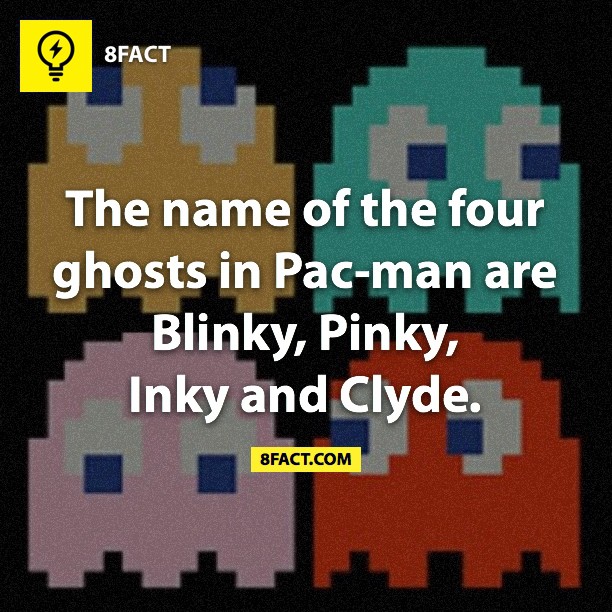 8FACT
The name of the four
ghosts in Pac-man are
Blinky, Pinky,
Inky and Clyde.
8FACT.COM